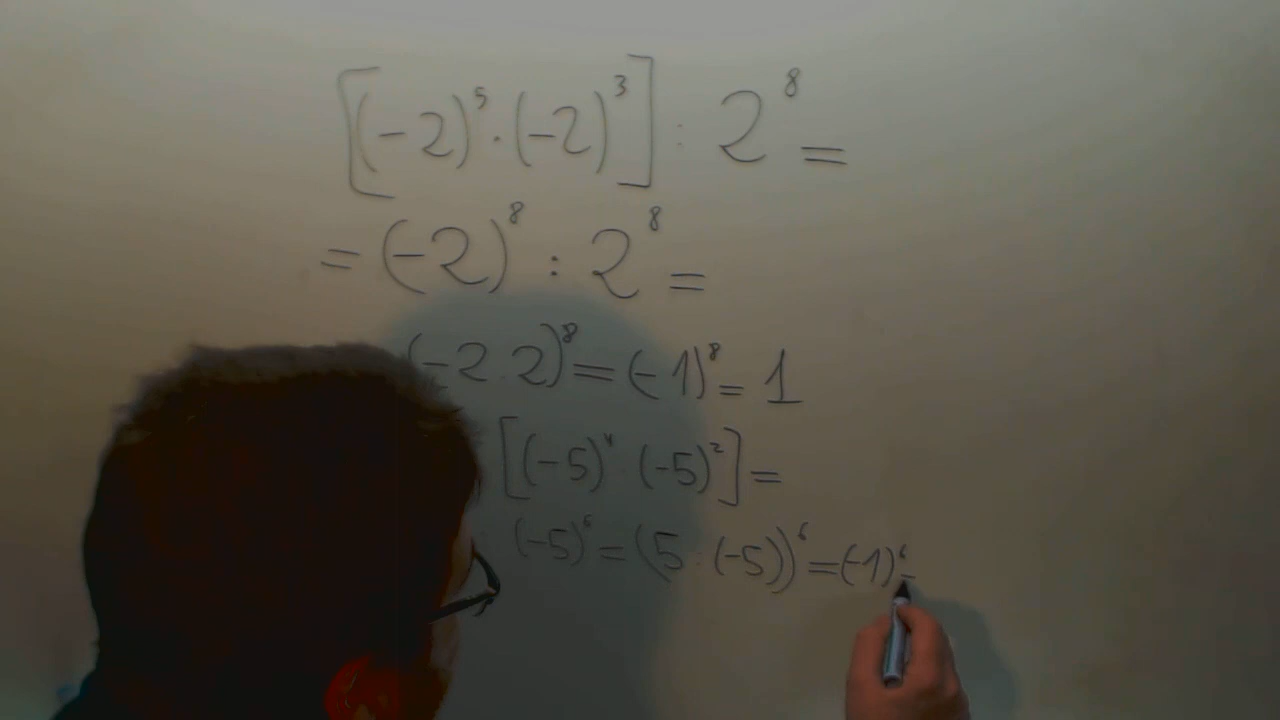 [(-2)⁵·(-2)³] : 2⁸ =
= (-2)⁸ : 2⁸ =
(-2 2)⁸ = (-1)⁸ = 1
[(-5)⁴ (-5)²] =
(-5)⁶ = (5 : (-5))⁶ = (-1)⁶ =